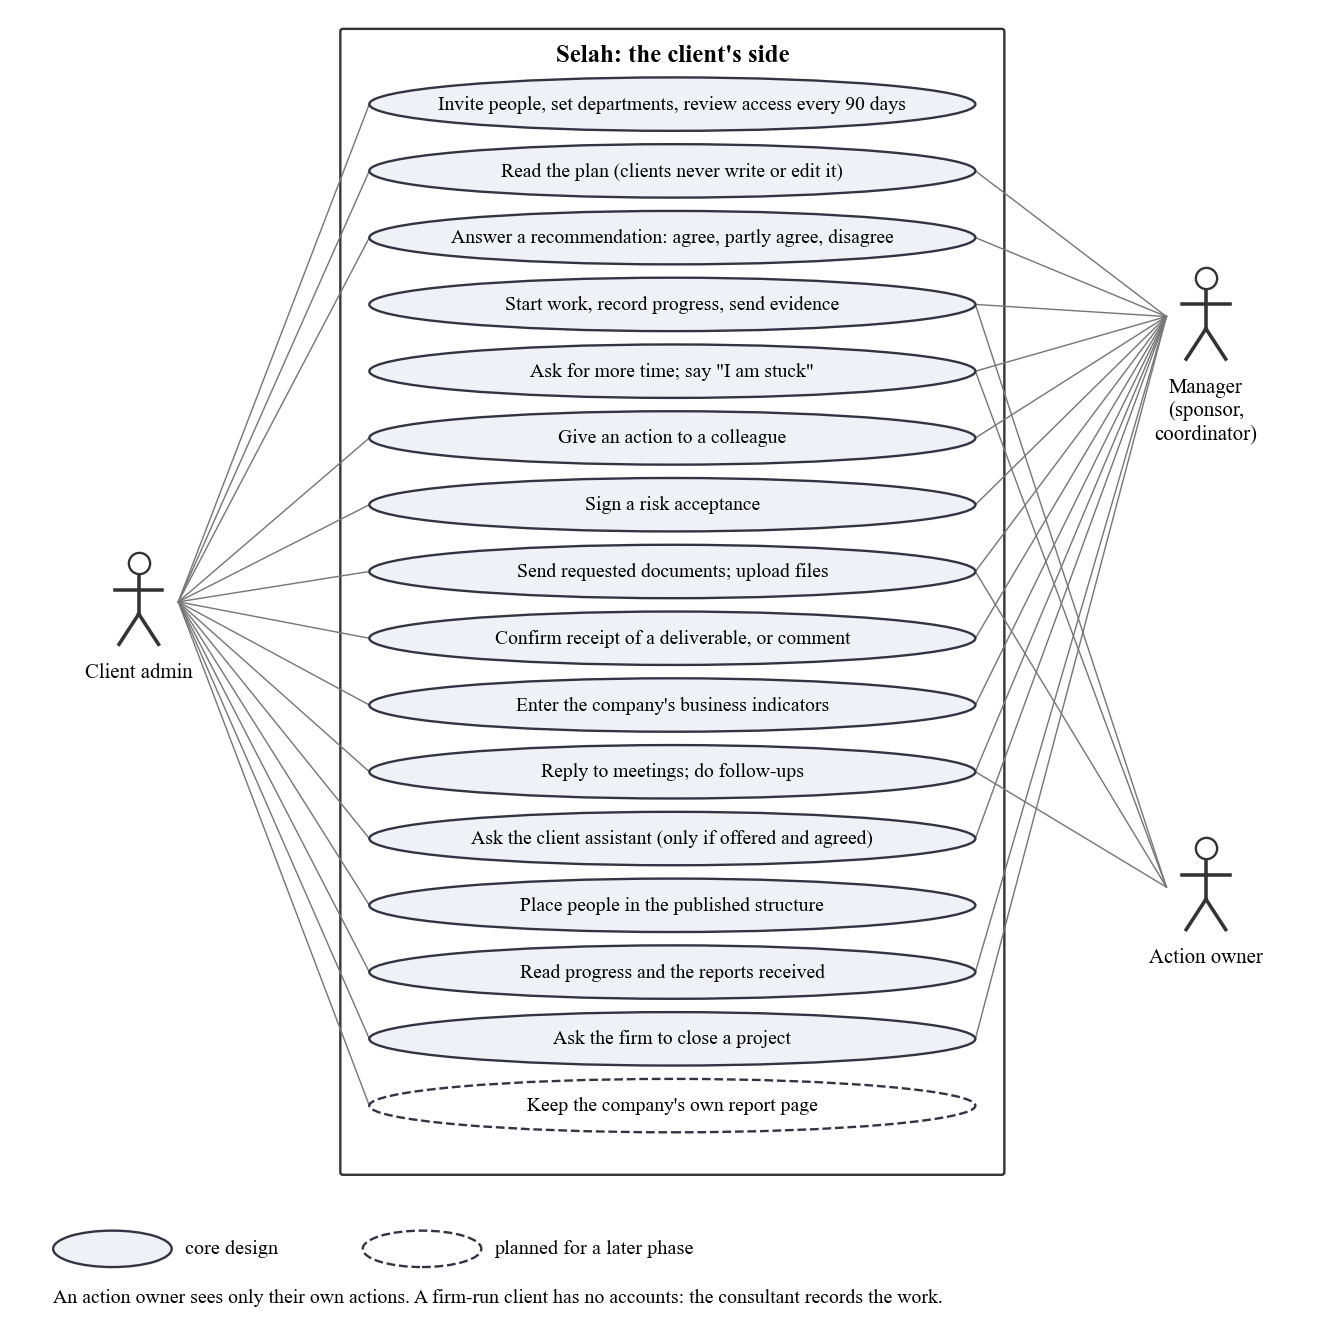 Selah: the client's side
Invite people, set departments, review access every 90 days
Read the plan (clients never write or edit it)
Answer a recommendation: agree, partly agree, disagree
Start work, record progress, send evidence
Ask for more time; say "I am stuck"
Give an action to a colleague
Sign a risk acceptance
Send requested documents; upload files
Confirm receipt of a deliverable, or comment
Enter the company's business indicators
Reply to meetings; do follow-ups
Ask the client assistant (only if offered and agreed)
Place people in the published structure
Read progress and the reports received
Ask the firm to close a project
Keep the company's own report page
Client admin
Manager
(sponsor,
coordinator)
Action owner
core design
planned for a later phase
An action owner sees only their own actions. A firm-run client has no accounts: the consultant records the work.